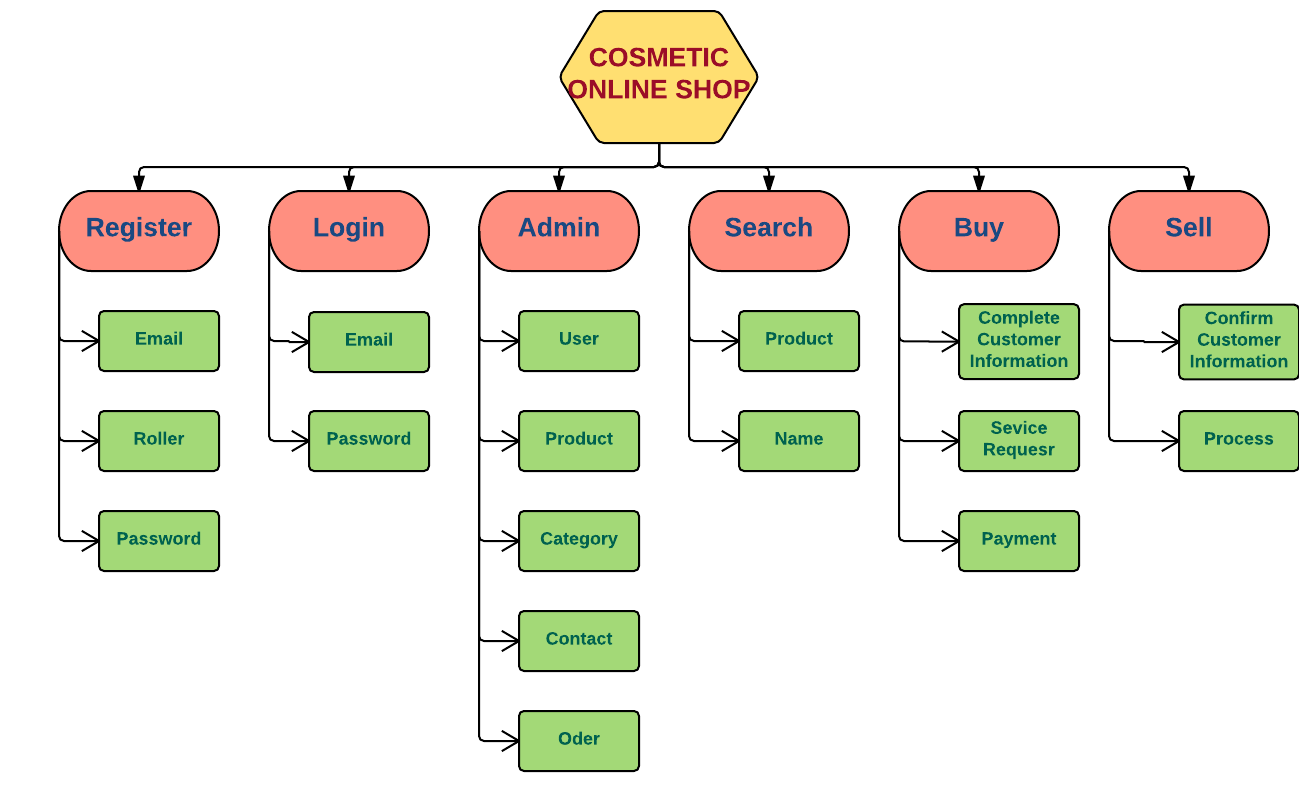 COSMETIC
ONLINE SHOP
Register
Login
Admin
Search
Buy
Sell
Email
Email
User
Product
Complete
Customer
Information
Confirm
Customer
Information
Roller
Password
Product
Name
Sevice
Requesr
Process
Password
Category
Payment
Contact
Oder